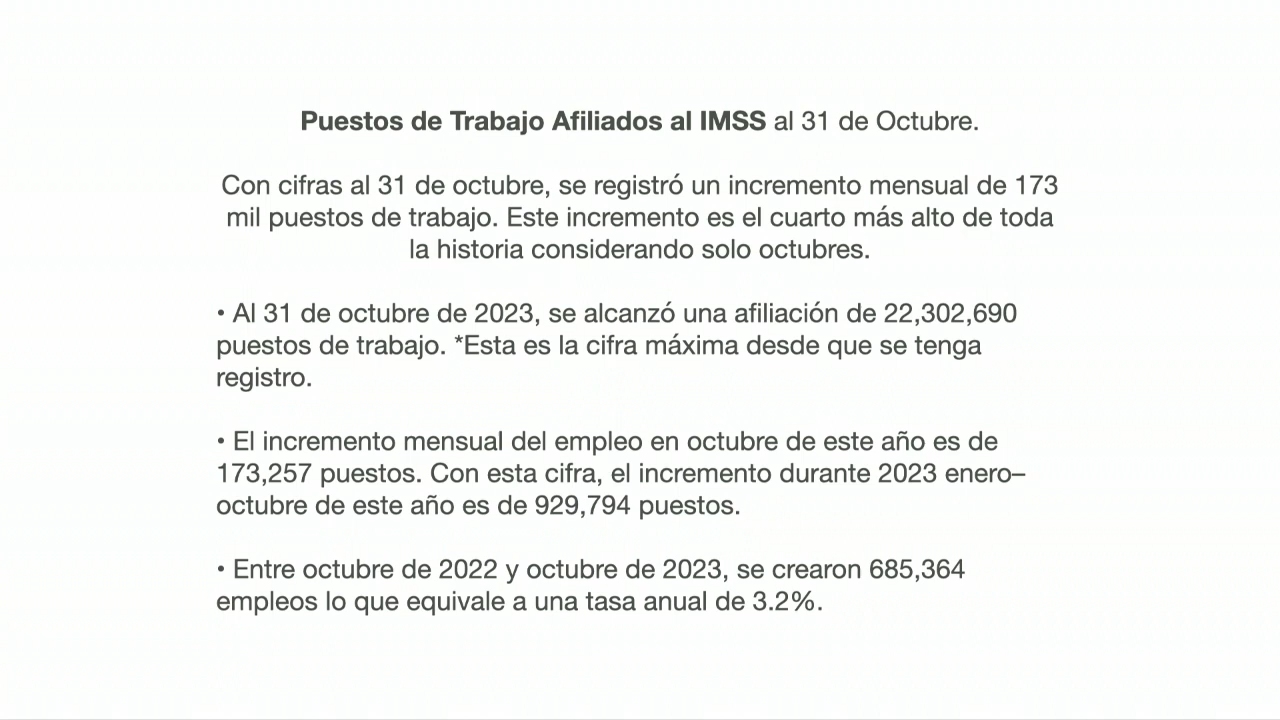 Puestos de Trabajo Afiliados al IMSS al 31 de Octubre.
Con cifras al 31 de octubre, se registró un incremento mensual de 173
mil puestos de trabajo. Este incremento es el cuarto más alto de toda
la historia considerando solo octubres.
• Al 31 de octubre de 2023, se alcanzó una afiliación de 22,302,690
puestos de trabajo. *Esta es la cifra máxima desde que se tenga
registro.
• El incremento mensual del empleo en octubre de este año es de
173,257 puestos. Con esta cifra, el incremento durante 2023 enero–
octubre de este año es de 929,794 puestos.
• Entre octubre de 2022 y octubre de 2023, se crearon 685,364
empleos lo que equivale a una tasa anual de 3.2%.